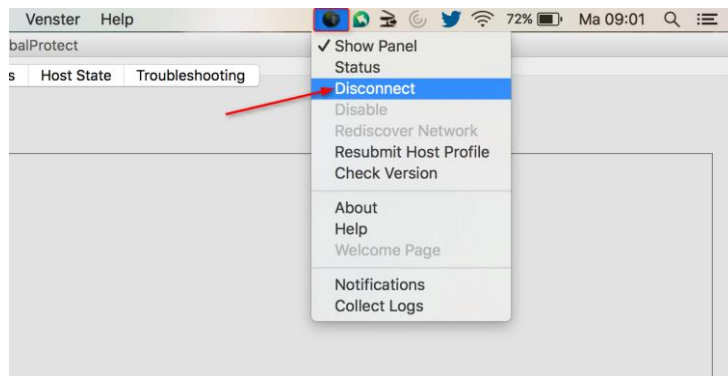 Venster Help 72% Ma 09:01
balProtect
s Host State Troubleshooting
✓ Show Panel
Status
Disconnect
Disable
Rediscover Network
Resubmit Host Profile
Check Version
About
Help
Welcome Page
Notifications
Collect Logs